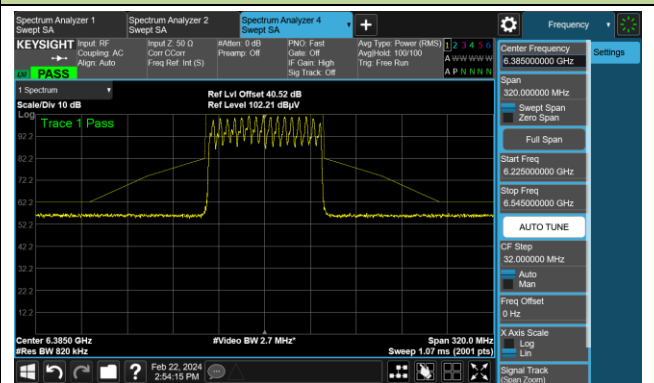 Spectrum Analyzer 1
Swept SA
Spectrum Analyzer 2
Swept SA
Spectrum Analyzer 4
Swept SA
Frequency
KEYSIGHT
Input: RF
Coupling: AC
Align: Auto
Input Z: 50 Ω
Corr CCorr
Freq Ref: Int (S)
#Atten: 0 dB
Preamp: Off
PNO: Fast
Gate: Off
IF Gain: High
Sig Track: Off
Avg Type: Power (RMS)
Avg|Hold: 100/100
Trig: Free Run
1 2 3 4 5 6
A W W W W W
A P N N N N
PASS
1 Spectrum
Scale/Div 10 dB
Ref Lvl Offset 40.52 dB
Ref Level 102.21 dBµV
Log
Trace 1 Pass
92.2
82.2
72.2
62.2
52.2
42.2
32.2
22.2
12.2
Center 6.3850 GHz
#Res BW 820 kHz
#Video BW 2.7 MHz*
Span 320.0 MHz
Sweep 1.07 ms (2001 pts)
Feb 22, 2024
2:54:15 PM
Settings
Center Frequency
6.385000000 GHz
Span
320.000000 MHz
Swept Span
Zero Span
Full Span
Start Freq
6.225000000 GHz
Stop Freq
6.545000000 GHz
AUTO TUNE
CF Step
32.000000 MHz
Auto
Man
Freq Offset
0 Hz
X Axis Scale
Log
Lin
Signal Track
(Span Zoom)